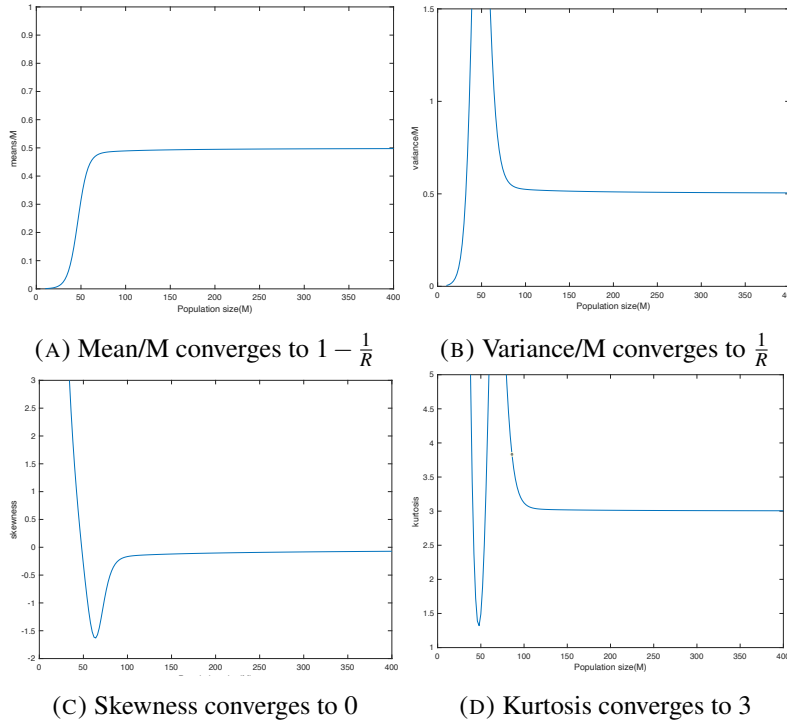 1
0.9
0.8
0.7
0.6
0.5
0.4
0.3
0.2
0.1
0
means/M
0 50 100 150 200 250 300 350 400
Population size(M)
1.5
1
0.5
0
variance/M
0 50 100 150 200 250 300 350 400
Population size(M)
(A) Mean/M converges to 1 − 1/R
(B) Variance/M converges to 1/R
3
2.5
2
1.5
1
0.5
0
-0.5
-1
-1.5
-2
skewness
0 50 100 150 200 250 300 350 400
5
4.5
4
3.5
3
2.5
2
1.5
1
kurtosis
0 50 100 150 200 250 300 350 400
Population size(M)
(C) Skewness converges to 0
(D) Kurtosis converges to 3